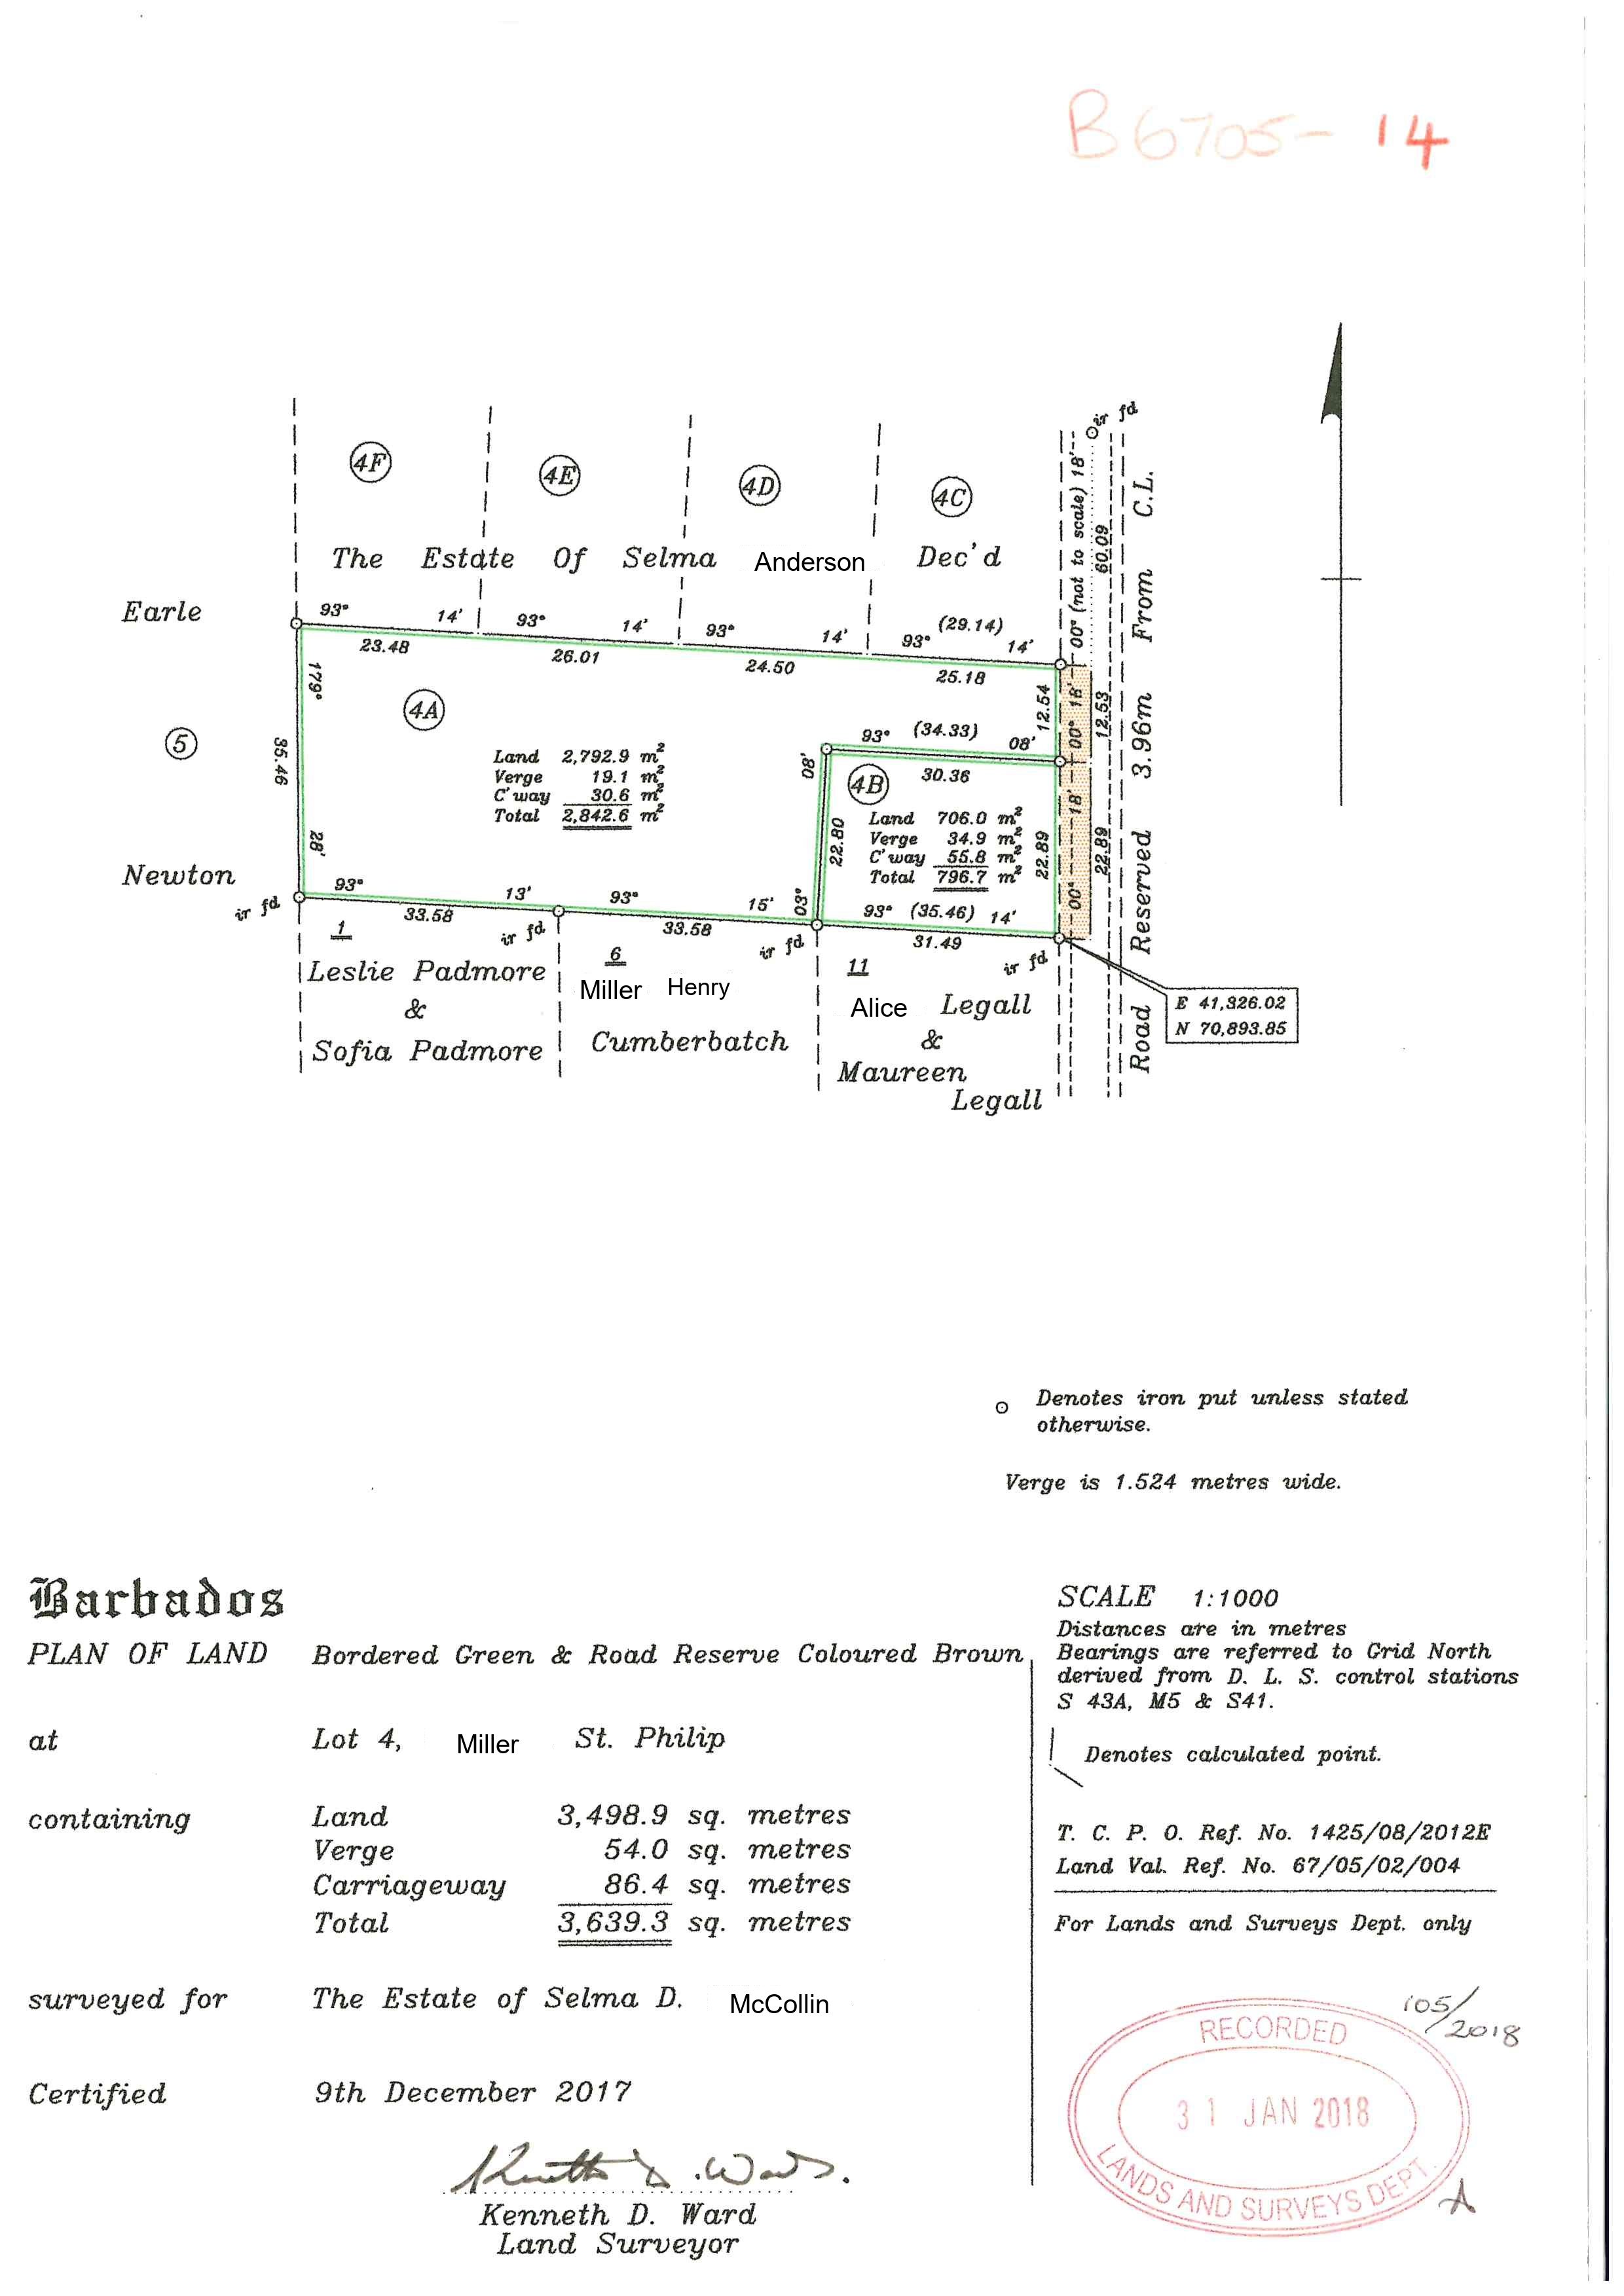 B6705-14
ir fd
4F
4E
4D
4C
The Estate Of Selma Anderson Dec'd
Earle
93° 14' 93° 14' 93° 14' 93° (29.14) 14'
23.48 26.01 24.50 25.18
00° (not to scale) 18'
60.09
Road Reserved 3.96m From C.L.
179° 28'
35.46
4A
Land 2,792.9 m²
Verge 19.1 m²
C'way 30.6 m²
Total 2,842.6 m²
12.54
00° 18'
12.53
93° (34.33) 08'
30.36
5
03° 08'
22.80
4B
Land 706.0 m²
Verge 34.9 m²
C'way 55.8 m²
Total 796.7 m²
22.89
00° 18'
22.89
Newton
ir fd
93° 13' 93° 15' 93° (35.46) 14'
33.58 33.58 31.49
ir fd ir fd ir fd
1
Leslie Padmore
&
Sofia Padmore
6
Miller Henry
Cumberbatch
11
Alice Legall
&
Maureen
Legall
E 41,326.02
N 70,893.85
Denotes iron put unless stated
otherwise.
Verge is 1.524 metres wide.
Barbados
PLAN OF LAND Bordered Green & Road Reserve Coloured Brown
at Lot 4, Miller St. Philip
containing Land 3,498.9 sq. metres
Verge 54.0 sq. metres
Carriageway 86.4 sq. metres
Total 3,639.3 sq. metres
surveyed for The Estate of Selma D. McCollin
Certified 9th December 2017
Kenneth D. Ward.
Kenneth D. Ward
Land Surveyor
SCALE 1:1000
Distances are in metres
Bearings are referred to Grid North
derived from D. L. S. control stations
S 43A, M5 & S41.
Denotes calculated point.
T. C. P. O. Ref. No. 1425/08/2012E
Land Val. Ref. No. 67/05/02/004
For Lands and Surveys Dept. only
105/2018
RECORDED
31 JAN 2018
LANDS AND SURVEYS DEPT.